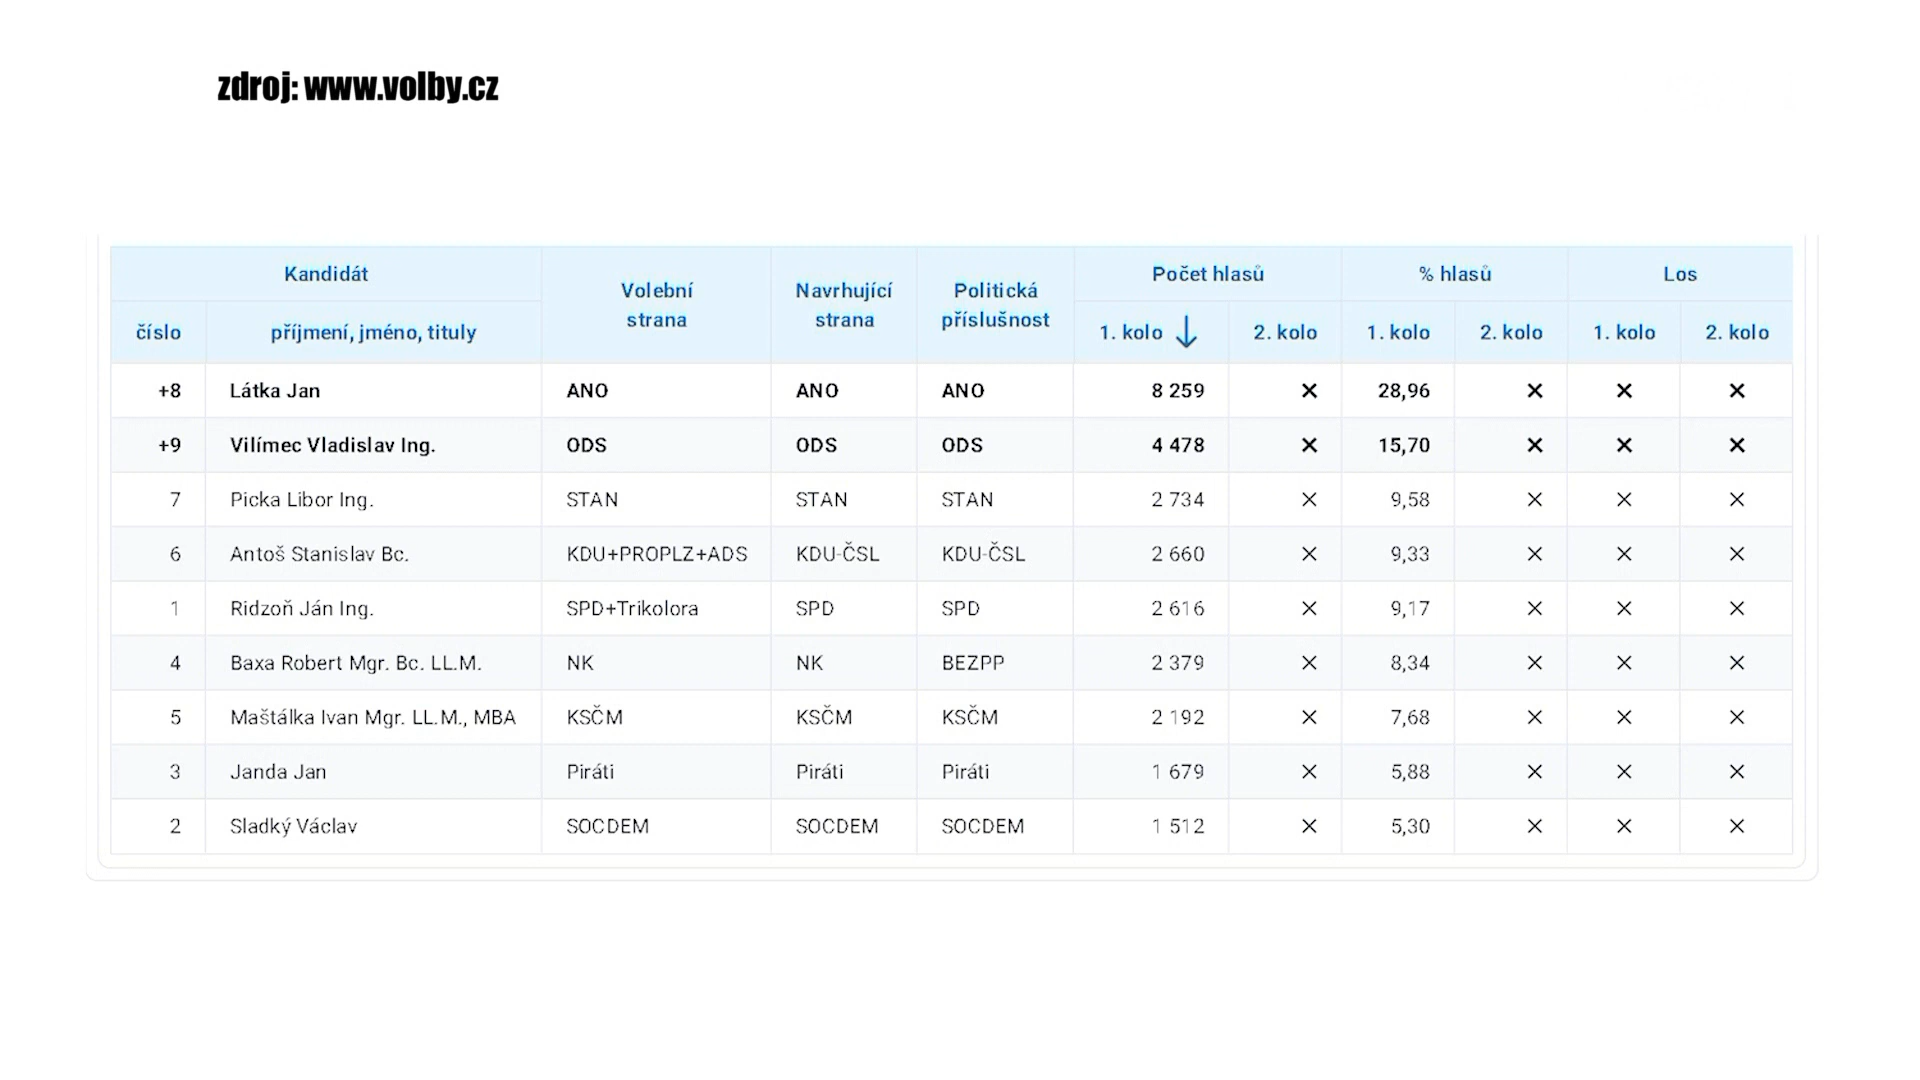 zdroj: www.volby.cz
Kandidát Volební strana Navrhující strana Politická příslušnost Počet hlasů % hlasů Los
číslo příjmení, jméno, tituly 1. kolo ↓ 2. kolo 1. kolo 2. kolo 1. kolo 2. kolo
+8 Látka Jan ANO ANO ANO 8 259 × 28,96 × × ×
+9 Vilímec Vladislav Ing. ODS ODS ODS 4 478 × 15,70 × × ×
7 Picka Libor Ing. STAN STAN STAN 2 734 × 9,58 × × ×
6 Antoš Stanislav Bc. KDU+PROPLZ+ADS KDU-ČSL KDU-ČSL 2 660 × 9,33 × × ×
1 Ridzoň Ján Ing. SPD+Trikolora SPD SPD 2 616 × 9,17 × × ×
4 Baxa Robert Mgr. Bc. LL.M. NK NK BEZPP 2 379 × 8,34 × × ×
5 Maštálka Ivan Mgr. LL.M., MBA KSČM KSČM KSČM 2 192 × 7,68 × × ×
3 Janda Jan Piráti Piráti Piráti 1 679 × 5,88 × × ×
2 Sladký Václav SOCDEM SOCDEM SOCDEM 1 512 × 5,30 × × ×